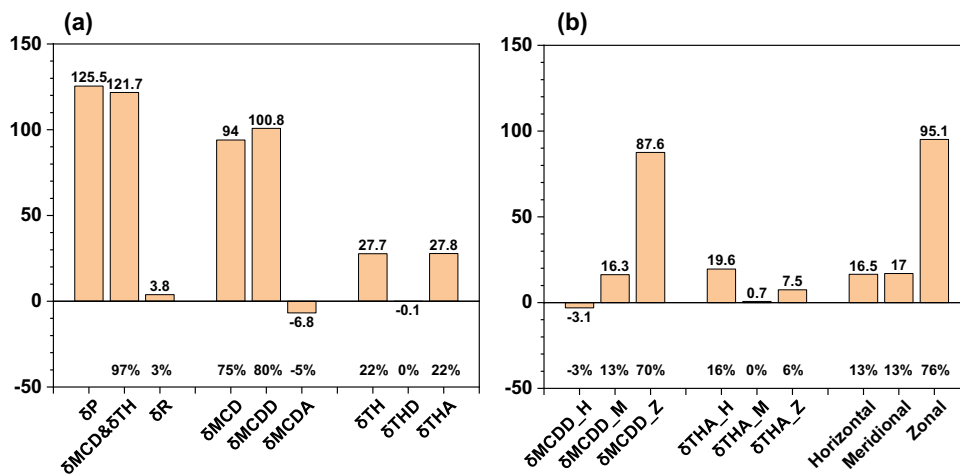 (a)
150
100
50
0
-50
125.5
121.7
3.8
94
100.8
-6.8
27.7
-0.1
27.8
97%
3%
75%
80%
-5%
22%
0%
22%
δP
δMCD&δTH
δR
δMCD
δMCDD
δMCDA
δTH
δTHD
δTHA
(b)
150
100
50
0
-50
-3.1
16.3
87.6
19.6
0.7
7.5
16.5
17
95.1
-3%
13%
70%
16%
0%
6%
13%
13%
76%
δMCDD_H
δMCDD_M
δMCDD_Z
δTHA_H
δTHA_M
δTHA_Z
Horizontal
Meridional
Zonal